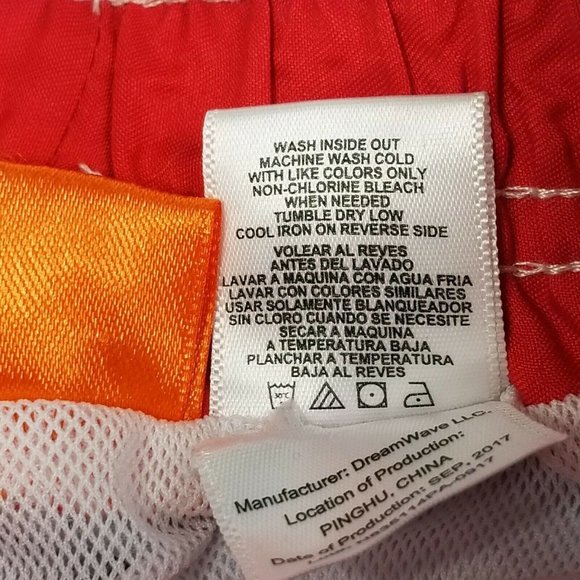 WASH INSIDE OUT
MACHINE WASH COLD
WITH LIKE COLORS ONLY
NON-CHLORINE BLEACH
WHEN NEEDED
TUMBLE DRY LOW
COOL IRON ON REVERSE SIDE
VOLEAR AL REVES
ANTES DEL LAVADO
LAVAR A MAQUINA CON AGUA FRIA
LAVAR CON COLORES SIMILARES
USAR SOLAMENTE BLANQUEADOR
SIN CLORO CUANDO SE NECESITE
SECAR A MAQUINA
A TEMPERATURA BAJA
PLANCHAR A TEMPERATURA
BAJA AL REVES
30°C
Manufacturer: DreamWave LLC.
Location of Production:
PINGHU, CHINA
Date of Production: SEP. 2017